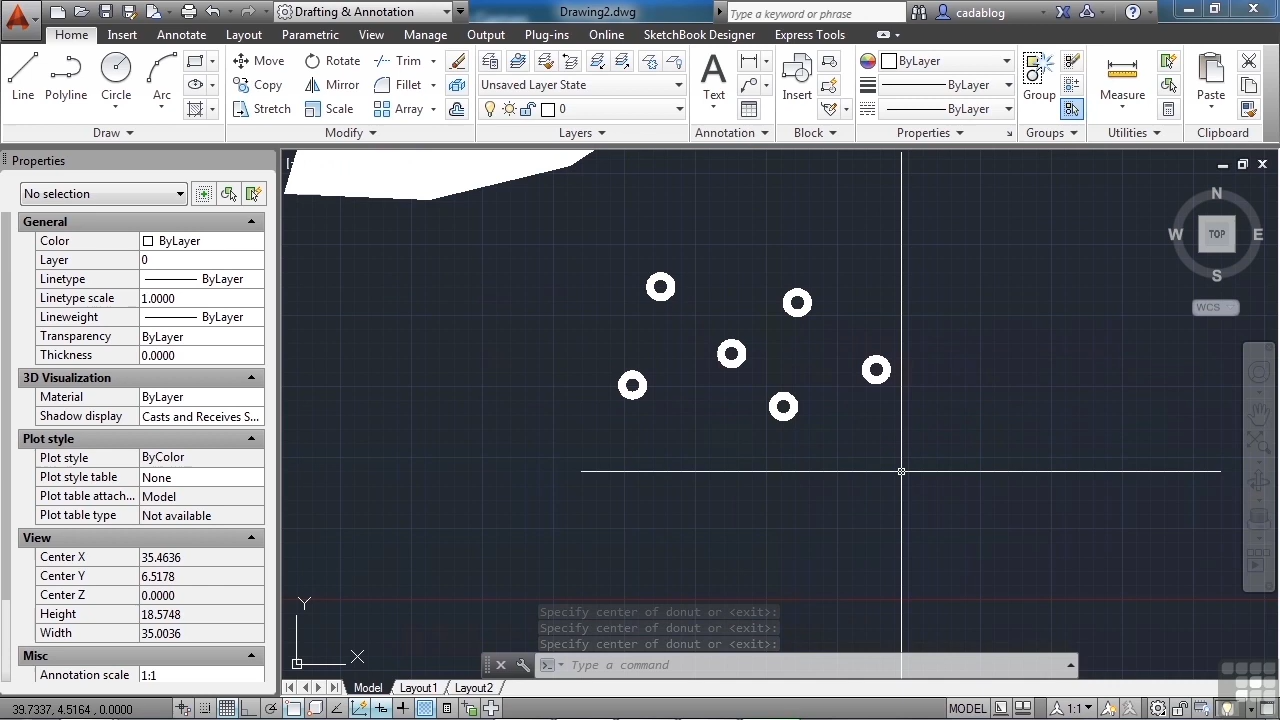 Drafting & Annotation
Drawing2.dwg
Type a keyword or phrase
cadablog
Home Insert Annotate Layout Parametric View Manage Output Plug-ins Online SketchBook Designer Express Tools
Line Polyline Circle Arc
Move Rotate Trim
Copy Mirror Fillet
Stretch Scale Array
Unsaved Layer State
0
Text
Insert
ByLayer
ByLayer
ByLayer
Group
Measure
Paste
Draw Modify Layers Annotation Block Properties Groups Utilities Clipboard
Properties
No selection
General
Color ByLayer
Layer 0
Linetype ByLayer
Linetype scale 1.0000
Lineweight ByLayer
Transparency ByLayer
Thickness 0.0000
3D Visualization
Material ByLayer
Shadow display Casts and Receives S...
Plot style
Plot style ByColor
Plot style table None
Plot table attach... Model
Plot table type Not available
View
Center X 35.4636
Center Y 6.5178
Center Z 0.0000
Height 18.5748
Width 35.0036
Misc
Annotation scale 1:1
N
W TOP E
S
WCS
Y
X
Specify center of donut or <exit>:
Specify center of donut or <exit>:
Specify center of donut or <exit>:
Type a command
Model Layout1 Layout2
39.7337, 4.5164 , 0.0000
MODEL
1:1